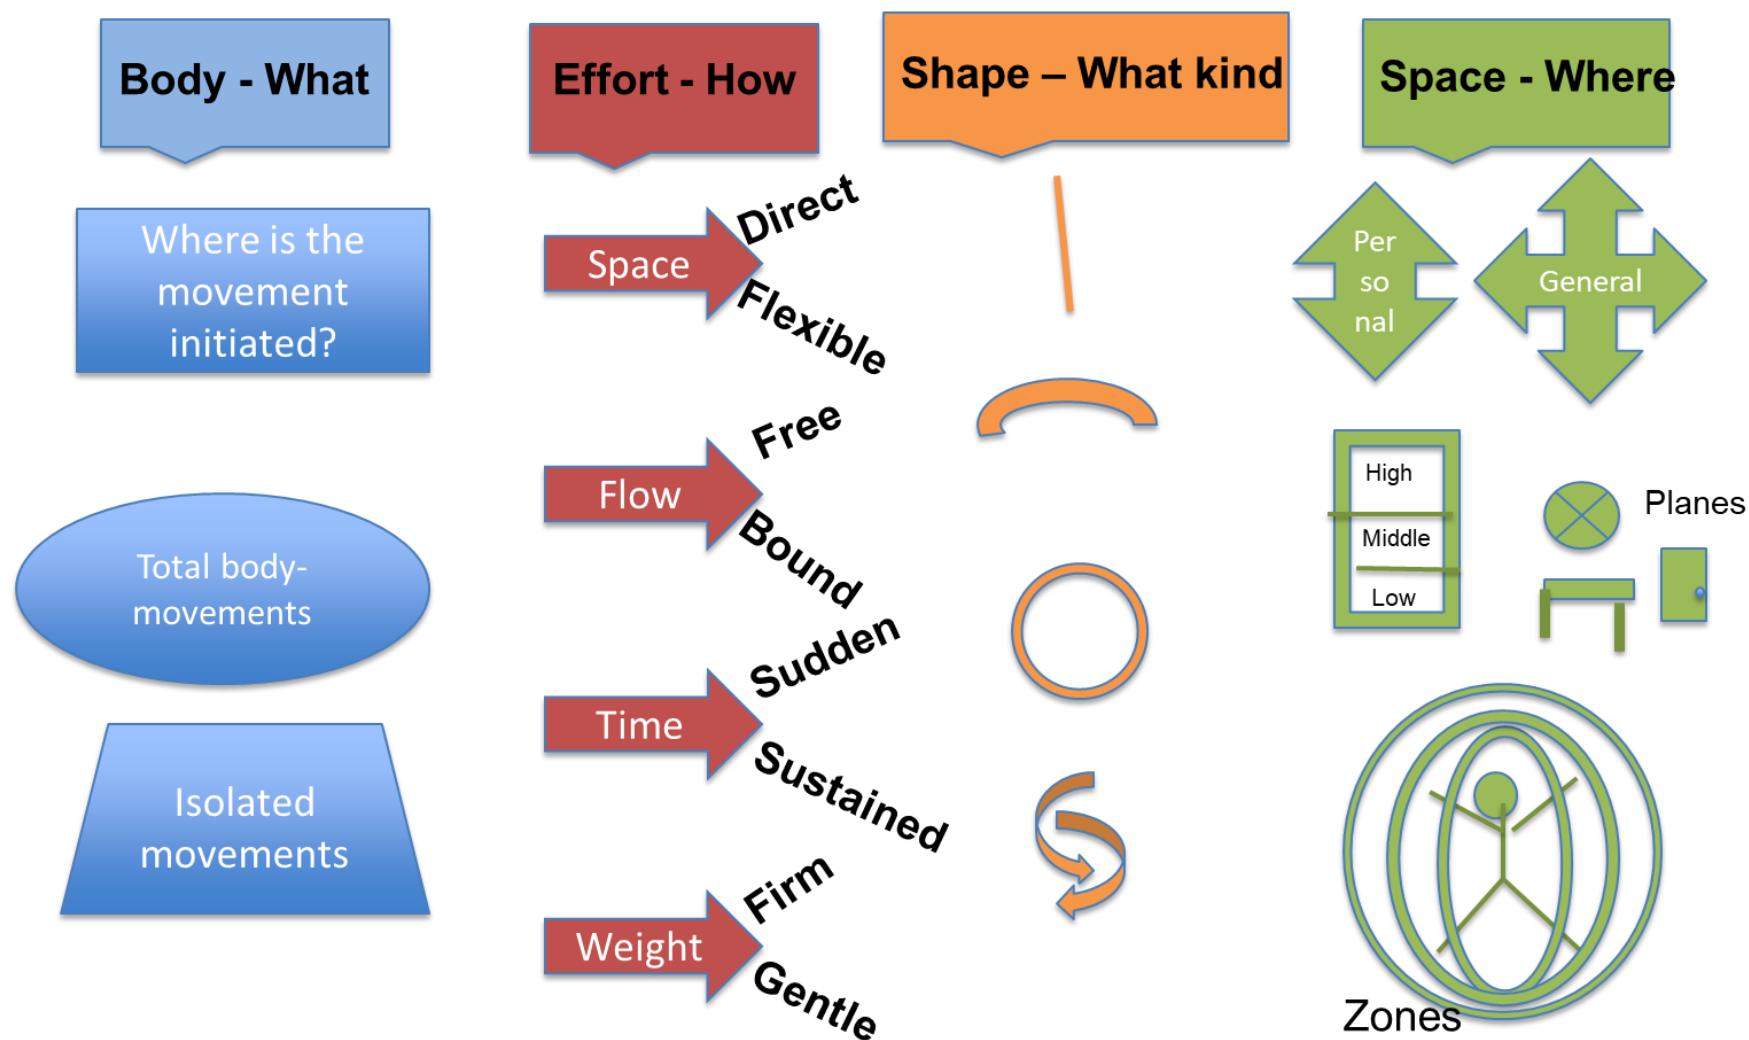 Body - What
Where is the
movement
initiated?
Total body-
movements
Isolated
movements
Effort - How
Space
Direct
Flexible
Flow
Free
Bound
Time
Sudden
Sustained
Weight
Firm
Gentle
Shape – What kind
Space - Where
Per
so
nal
General
High
Middle
Low
Planes
Zones